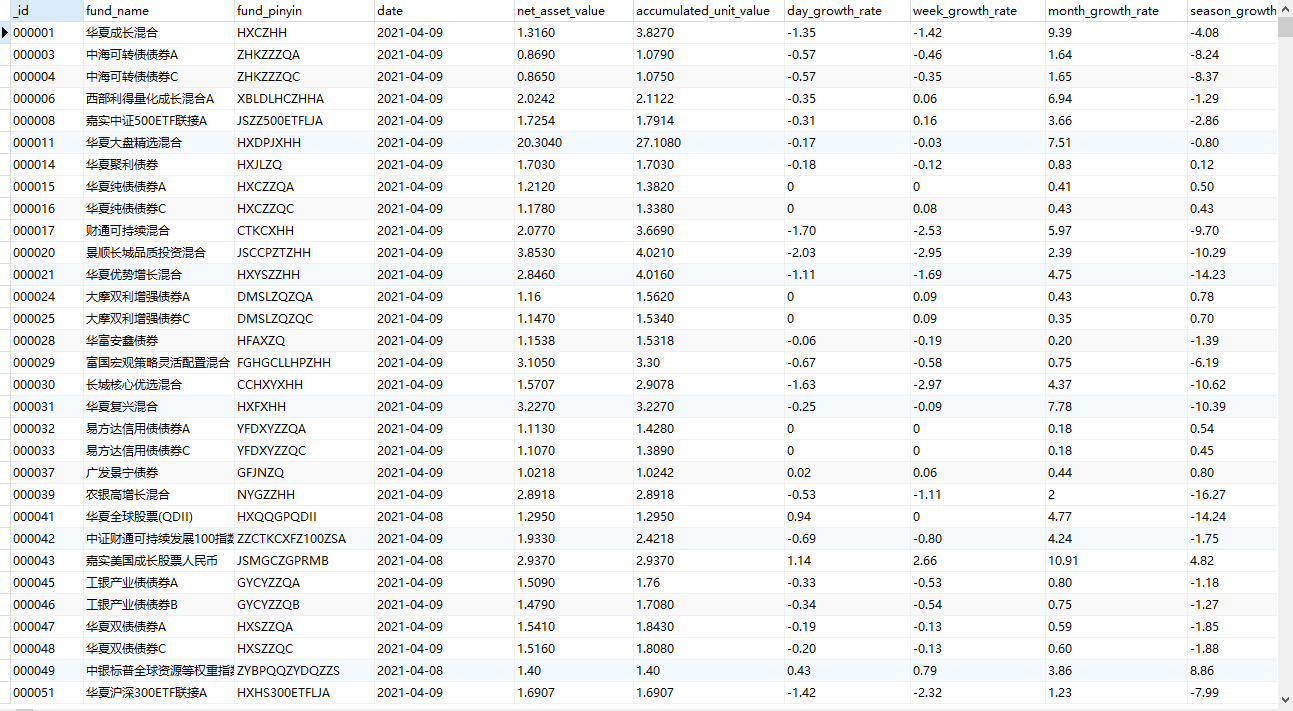 _id fund_name fund_pinyin date net_asset_value accumulated_unit_value day_growth_rate week_growth_rate month_growth_rate season_growth
000001 华夏成长混合 HXCZHH 2021-04-09 1.3160 3.8270 -1.35 -1.42 9.39 -4.08
000003 中海可转债债券A ZHKZZZQA 2021-04-09 0.8690 1.0790 -0.57 -0.46 1.64 -8.24
000004 中海可转债债券C ZHKZZZQC 2021-04-09 0.8650 1.0750 -0.57 -0.35 1.65 -8.37
000006 西部利得量化成长混合A XBLDLHCZHHA 2021-04-09 2.0242 2.1122 -0.35 0.06 6.94 -1.29
000008 嘉实中证500ETF联接A JSZZ500ETFLJA 2021-04-09 1.7254 1.7914 -0.31 0.16 3.66 -2.86
000011 华夏大盘精选混合 HXDPJXHH 2021-04-09 20.3040 27.1080 -0.17 -0.03 7.51 -0.80
000014 华夏聚利债券 HXJLZQ 2021-04-09 1.7030 1.7030 -0.18 -0.12 0.83 0.12
000015 华夏纯债债券A HXCZZQA 2021-04-09 1.2120 1.3820 0 0 0.41 0.50
000016 华夏纯债债券C HXCZZQC 2021-04-09 1.1780 1.3380 0 0.08 0.43 0.43
000017 财通可持续混合 CTKCXHH 2021-04-09 2.0770 3.6690 -1.70 -2.53 5.97 -9.70
000020 景顺长城品质投资混合 JSCCPZTZHH 2021-04-09 3.8530 4.0210 -2.03 -2.95 2.39 -10.29
000021 华夏优势增长混合 HXYSZZHH 2021-04-09 2.8460 4.0160 -1.11 -1.69 4.75 -14.23
000024 大摩双利增强债券A DMSLZQZQA 2021-04-09 1.16 1.5620 0 0.09 0.43 0.78
000025 大摩双利增强债券C DMSLZQZQC 2021-04-09 1.1470 1.5340 0 0.09 0.35 0.70
000028 华富安鑫债券 HFAXZQ 2021-04-09 1.1538 1.5318 -0.06 -0.19 0.20 -1.39
000029 富国宏观策略灵活配置混合 FGHGCLLHPZHH 2021-04-09 3.1050 3.30 -0.67 -0.58 0.75 -6.19
000030 长城核心优选混合 CCHXYXHH 2021-04-09 1.5707 2.9078 -1.63 -2.97 4.37 -10.62
000031 华夏复兴混合 HXFXHH 2021-04-09 3.2270 3.2270 -0.25 -0.09 7.78 -10.39
000032 易方达信用债债券A YFDXYZZQA 2021-04-09 1.1130 1.4280 0 0 0.18 0.54
000033 易方达信用债债券C YFDXYZZQC 2021-04-09 1.1070 1.3890 0 0 0.18 0.45
000037 广发景宁债券 GFJNZQ 2021-04-09 1.0218 1.0242 0.02 0.06 0.44 0.80
000039 农银高增长混合 NYGZZHH 2021-04-09 2.8918 2.8918 -0.53 -1.11 2 -16.27
000041 华夏全球股票(QDII) HXQQGPQDII 2021-04-08 1.2950 1.2950 0.94 0 4.77 -14.24
000042 中证财通可持续发展100指数 ZZCTKCXFZ100ZSA 2021-04-09 1.9330 2.4218 -0.69 -0.80 4.24 -1.75
000043 嘉实美国成长股票人民币 JSMGCZGPRMB 2021-04-08 2.9370 2.9370 1.14 2.66 10.91 4.82
000045 工银产业债债券A GYCYZZQA 2021-04-09 1.5090 1.76 -0.33 -0.53 0.80 -1.18
000046 工银产业债债券B GYCYZZQB 2021-04-09 1.4790 1.7080 -0.34 -0.54 0.75 -1.27
000047 华夏双债债券A HXSZZQA 2021-04-09 1.5410 1.8430 -0.19 -0.13 0.59 -1.85
000048 华夏双债债券C HXSZZQC 2021-04-09 1.5160 1.8080 -0.20 -0.13 0.60 -1.88
000049 中银标普全球资源等权重指数 ZYBPQQZYDQZZS 2021-04-08 1.40 1.40 0.43 0.79 3.86 8.86
000051 华夏沪深300ETF联接A HXHS300ETFLJA 2021-04-09 1.6907 1.6907 -1.42 -2.32 1.23 -7.99